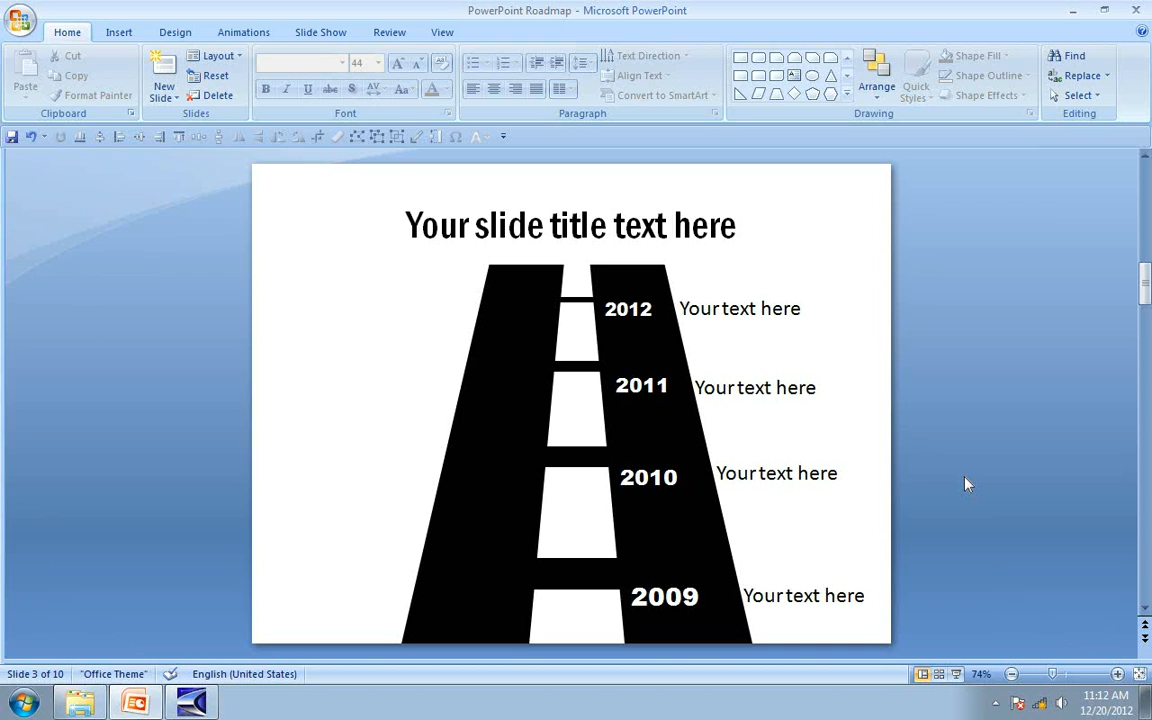 PowerPoint Roadmap - Microsoft PowerPoint
Home Insert Design Animations Slide Show Review View
Cut
Copy
Format Painter
Paste
Clipboard
New
Slide
Layout
Reset
Delete
Slides
44
B I U abc S AV Aa A
Font
Text Direction
Align Text
Convert to SmartArt
Paragraph
Arrange
Quick
Styles
Shape Fill
Shape Outline
Shape Effects
Drawing
Find
Replace
Select
Editing
Your slide title text here
2012 Your text here
2011 Your text here
2010 Your text here
2009 Your text here
Slide 3 of 10 "Office Theme" English (United States) 74%
11:12 AM
12/20/2012